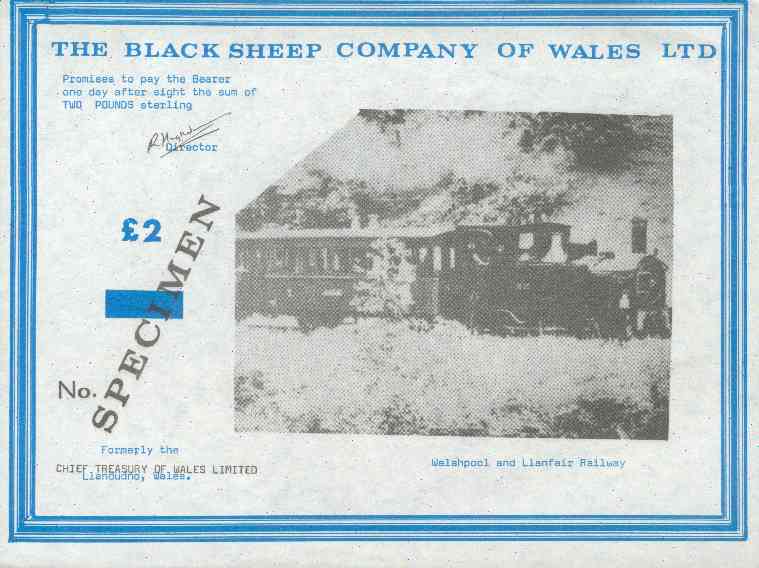 THE BLACK SHEEP COMPANY OF WALES LTD
Promises to pay the Bearer
one day after sight the sum of
TWO POUNDS sterling
Director
£2
SPECIMEN
No.
Formerly the
CHIEF TREASURY OF WALES LIMITED
Llandudno, Wales.
Welshpool and Llanfair Railway